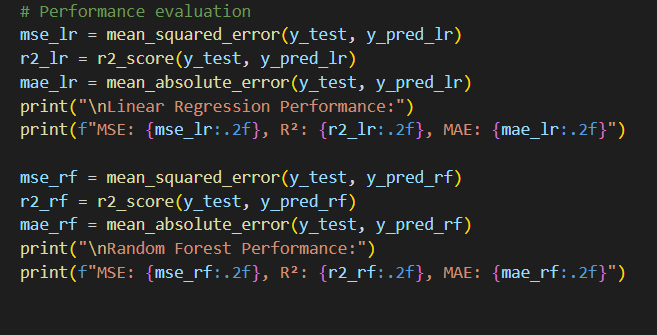 # Performance evaluation
mse_lr = mean_squared_error(y_test, y_pred_lr)
r2_lr = r2_score(y_test, y_pred_lr)
mae_lr = mean_absolute_error(y_test, y_pred_lr)
print("\nLinear Regression Performance:")
print(f"MSE: {mse_lr:.2f}, R²: {r2_lr:.2f}, MAE: {mae_lr:.2f}")
mse_rf = mean_squared_error(y_test, y_pred_rf)
r2_rf = r2_score(y_test, y_pred_rf)
mae_rf = mean_absolute_error(y_test, y_pred_rf)
print("\nRandom Forest Performance:")
print(f"MSE: {mse_rf:.2f}, R²: {r2_rf:.2f}, MAE: {mae_rf:.2f}")